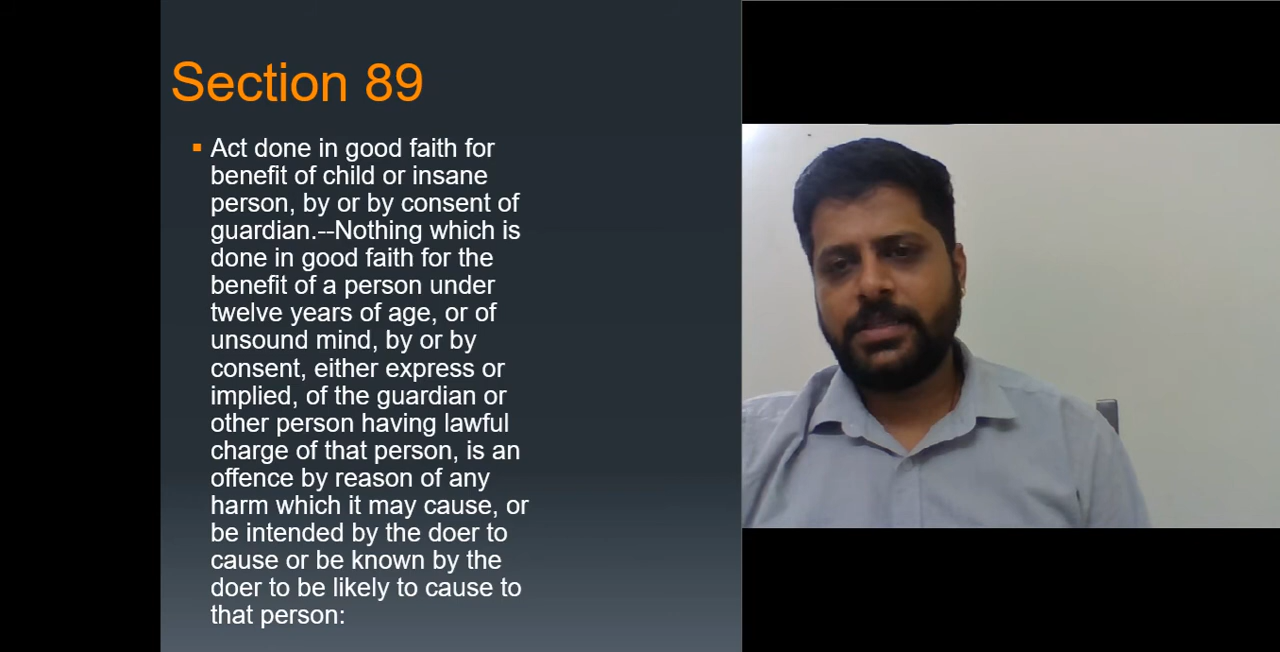 Section 89
Act done in good faith for
benefit of child or insane
person, by or by consent of
guardian.--Nothing which is
done in good faith for the
benefit of a person under
twelve years of age, or of
unsound mind, by or by
consent, either express or
implied, of the guardian or
other person having lawful
charge of that person, is an
offence by reason of any
harm which it may cause, or
be intended by the doer to
cause or be known by the
doer to be likely to cause to
that person: